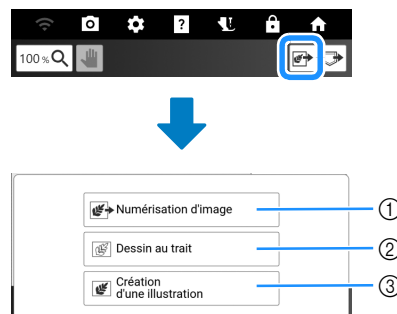 ?
100 %
Numérisation d'image
①
Dessin au trait
②
Création
d'une illustration
③